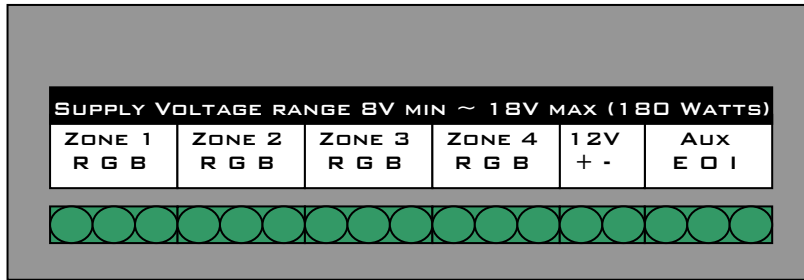 SUPPLY VOLTAGE RANGE 8V MIN ~ 18V MAX (180 WATTS)
ZONE 1 ZONE 2 ZONE 3 ZONE 4 12V AUX
R G B R G B R G B R G B + - E O I